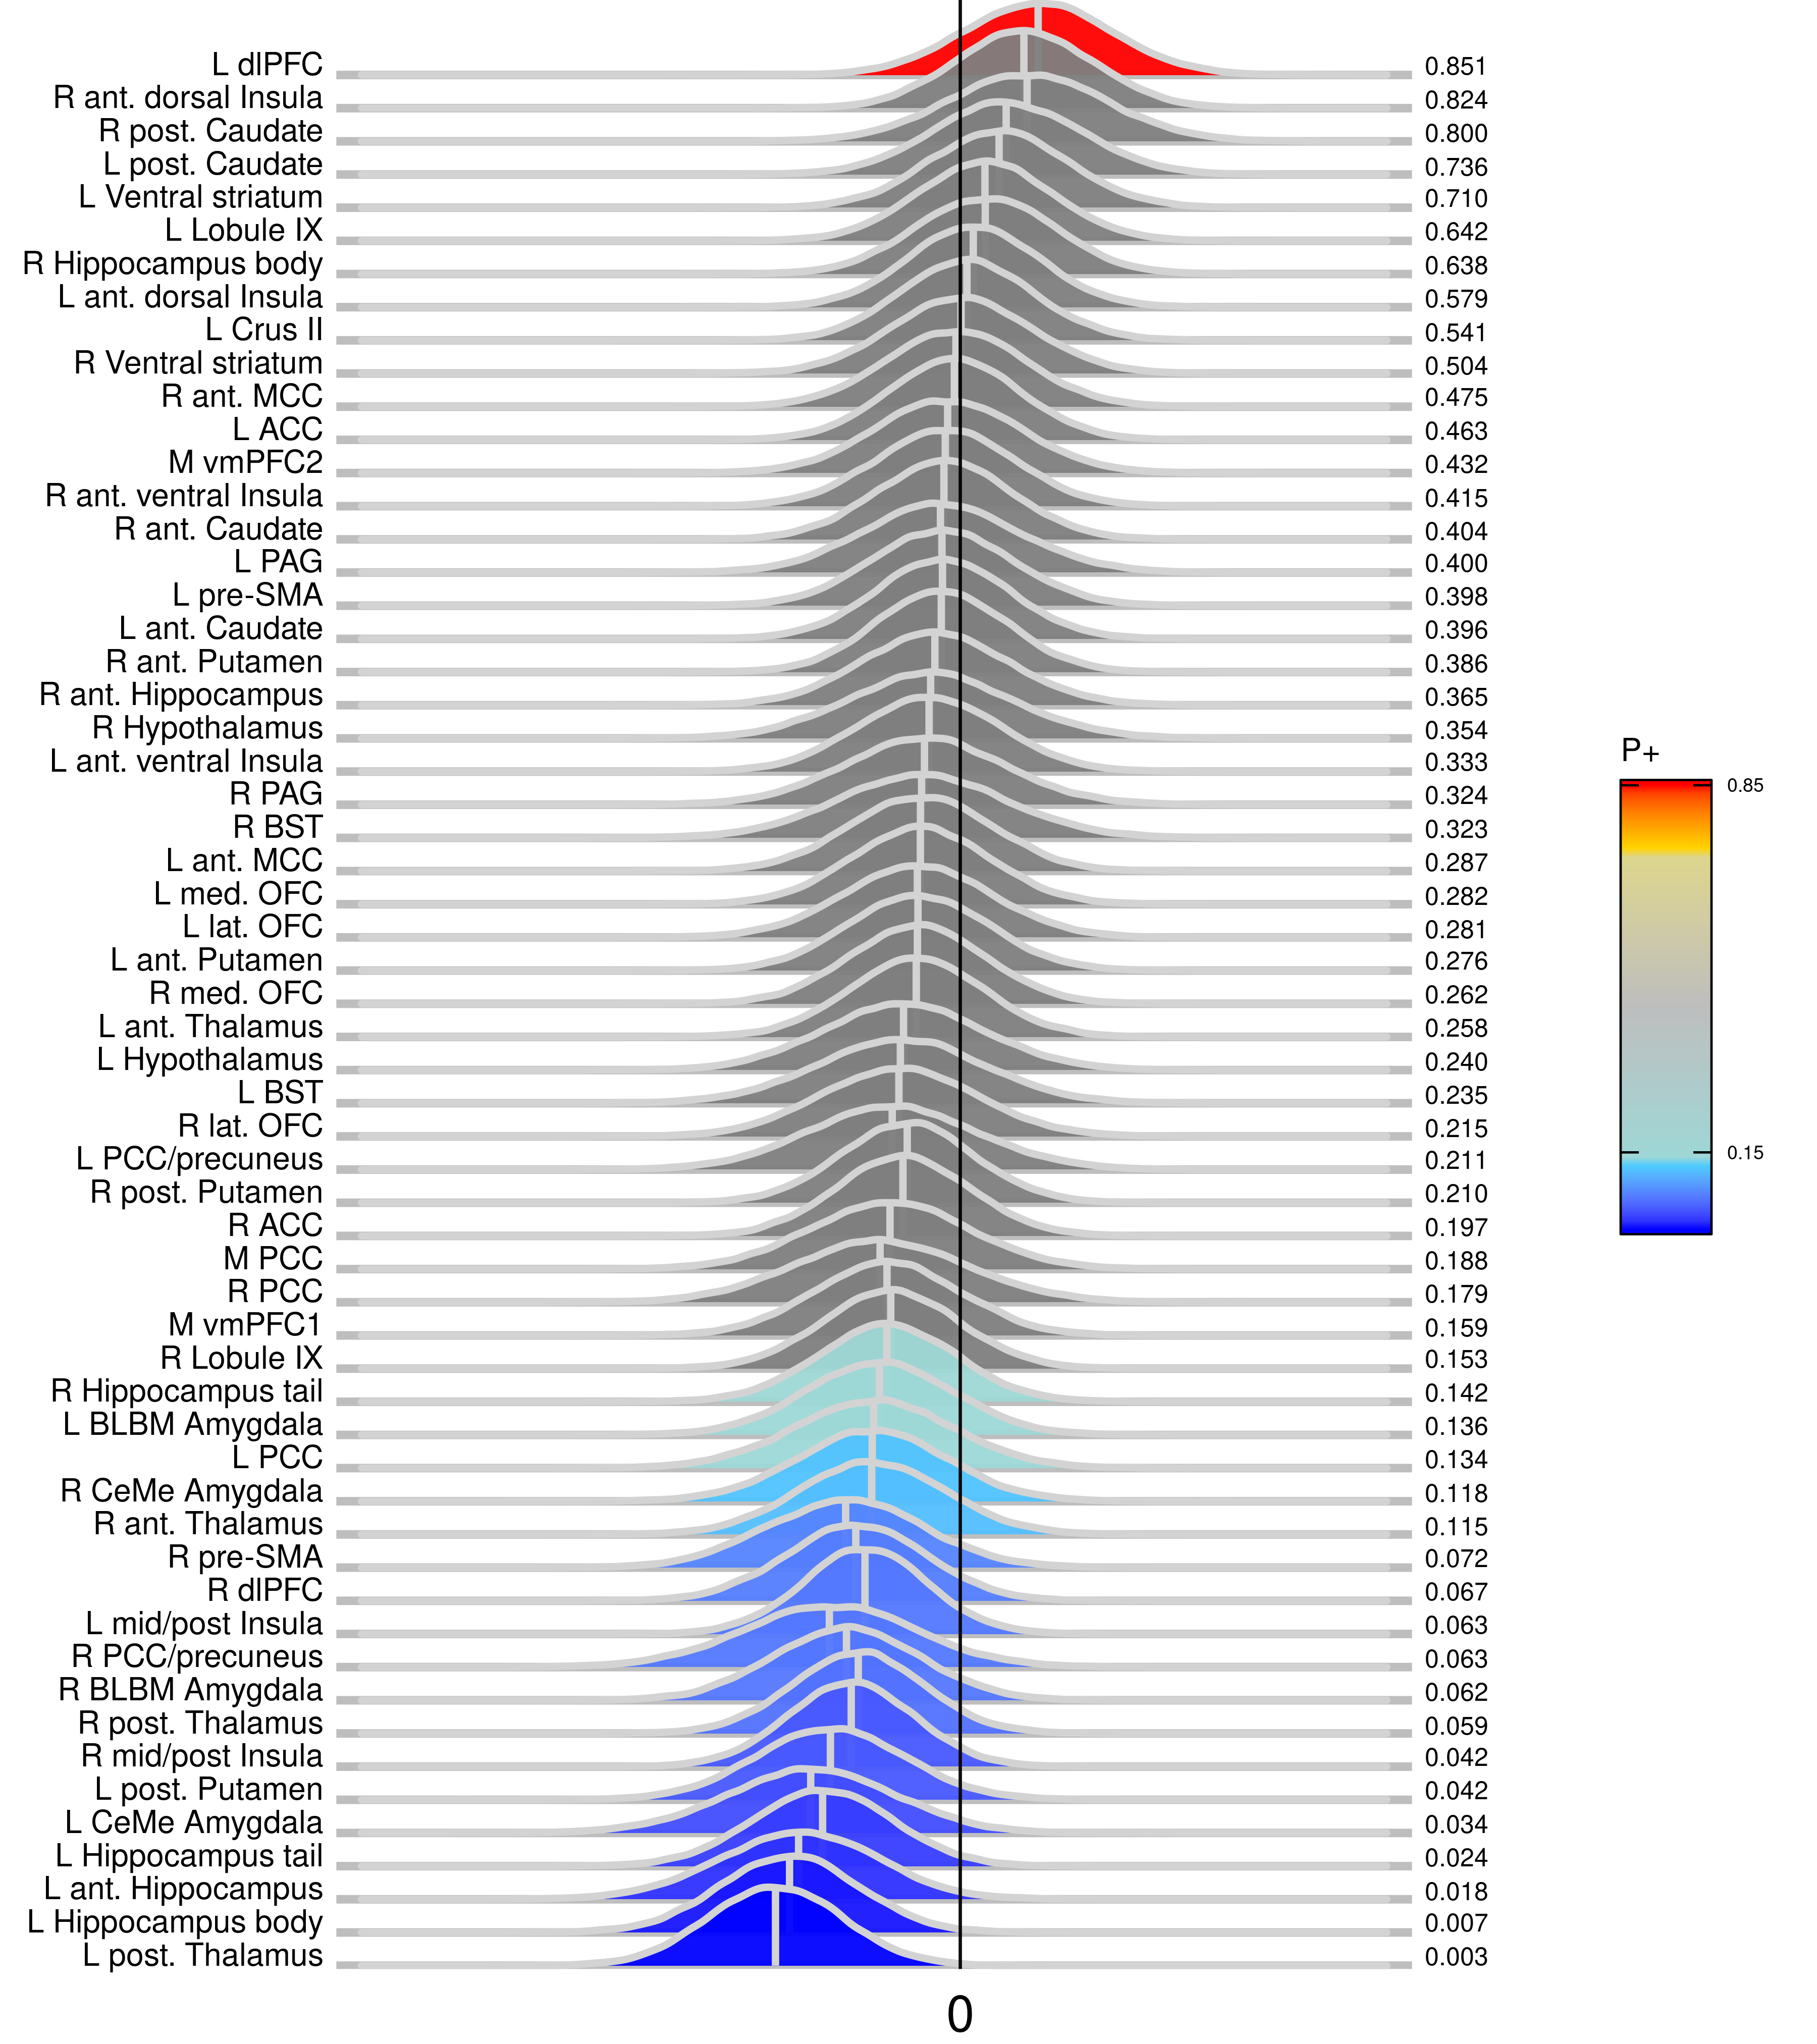 L dlPFC 0.851
R ant. dorsal Insula 0.824
R post. Caudate 0.800
L post. Caudate 0.736
L Ventral striatum 0.710
L Lobule IX 0.642
R Hippocampus body 0.638
L ant. dorsal Insula 0.579
L Crus II 0.541
R Ventral striatum 0.504
R ant. MCC 0.475
L ACC 0.463
M vmPFC2 0.432
R ant. ventral Insula 0.415
R ant. Caudate 0.404
L PAG 0.400
L pre-SMA 0.398
L ant. Caudate 0.396
R ant. Putamen 0.386
R ant. Hippocampus 0.365
R Hypothalamus 0.354
L ant. ventral Insula 0.333
R PAG 0.324
R BST 0.323
L ant. MCC 0.287
L med. OFC 0.282
L lat. OFC 0.281
L ant. Putamen 0.276
R med. OFC 0.262
L ant. Thalamus 0.258
L Hypothalamus 0.240
L BST 0.235
R lat. OFC 0.215
L PCC/precuneus 0.211
R post. Putamen 0.210
R ACC 0.197
M PCC 0.188
R PCC 0.179
M vmPFC1 0.159
R Lobule IX 0.153
R Hippocampus tail 0.142
L BLBM Amygdala 0.136
L PCC 0.134
R CeMe Amygdala 0.118
R ant. Thalamus 0.115
R pre-SMA 0.072
R dlPFC 0.067
L mid/post Insula 0.063
R PCC/precuneus 0.063
R BLBM Amygdala 0.062
R post. Thalamus 0.059
R mid/post Insula 0.042
L post. Putamen 0.042
L CeMe Amygdala 0.034
L Hippocampus tail 0.024
L ant. Hippocampus 0.018
L Hippocampus body 0.007
L post. Thalamus 0.003
0
P+
0.85
0.15